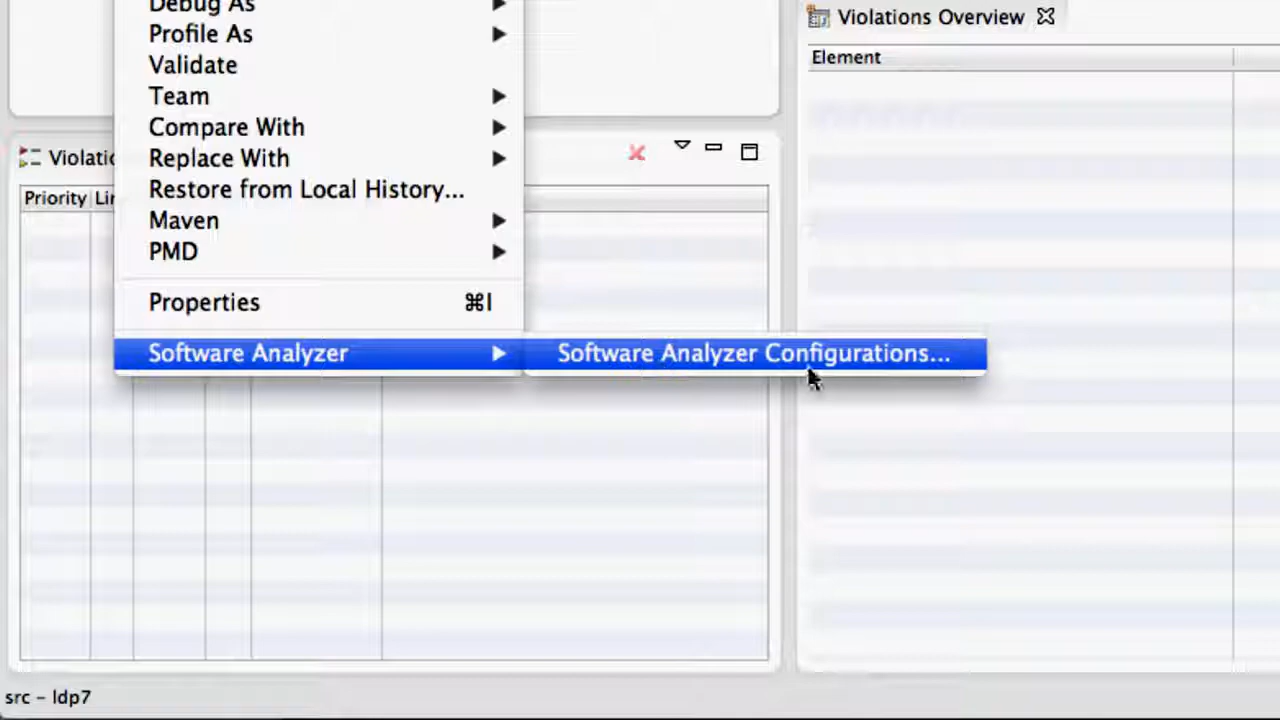 Debug As
Profile As
Validate
Team
Compare With
Replace With
Restore from Local History...
Maven
PMD
Properties ⌘I
Software Analyzer
Software Analyzer Configurations...
Violations Overview
Element
Priority
src - ldp7